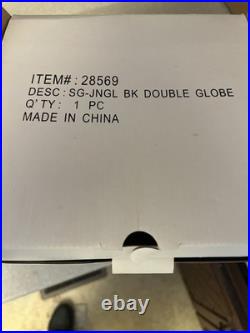 ITEM#: 28569
DESC: SG-JNGL BK DOUBLE GLOBE
Q'TY: 1 PC
MADE IN CHINA